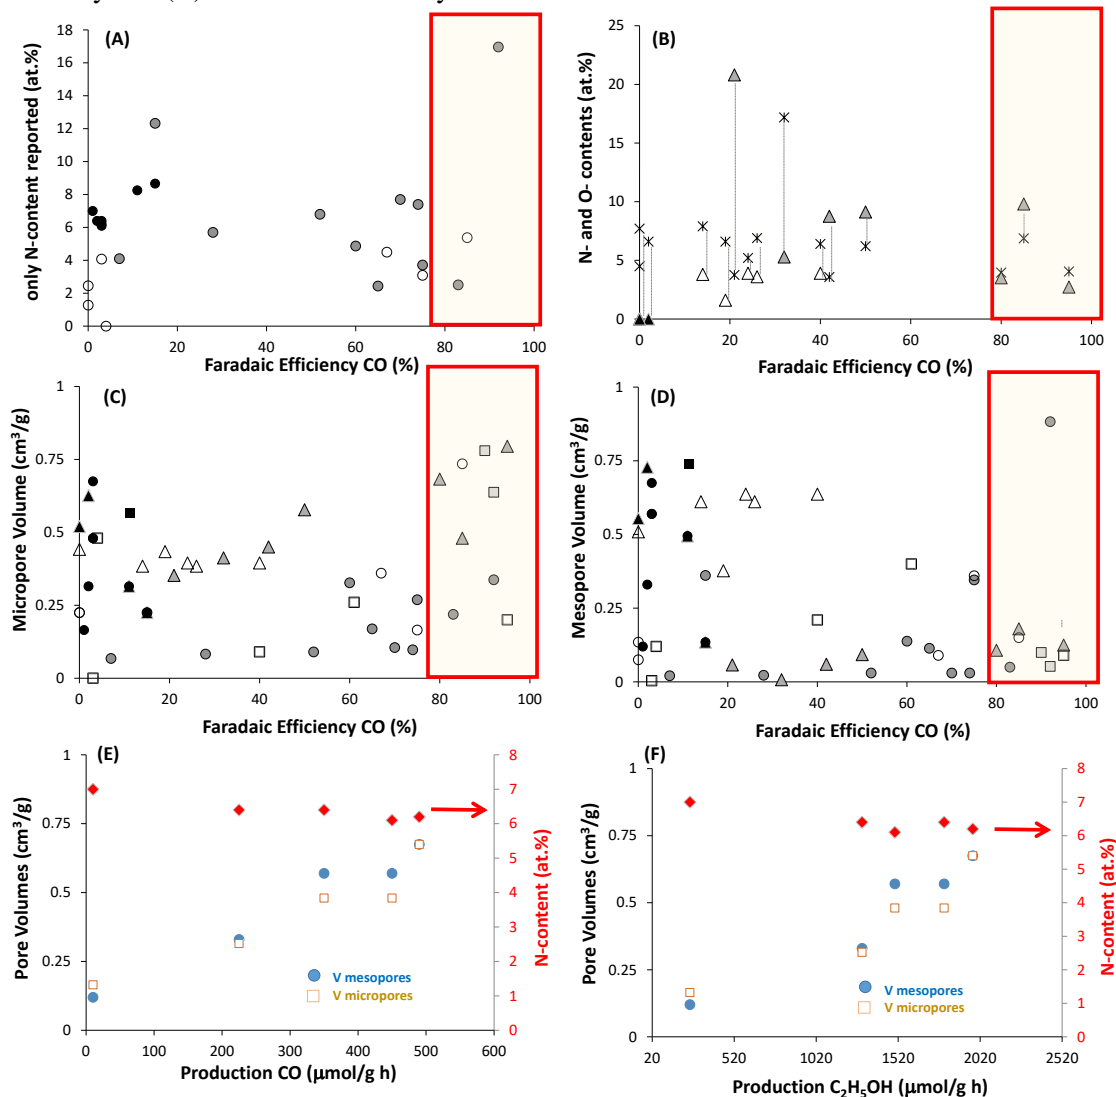 (A)
only N-content reported (at.%)
18
16
14
12
10
8
6
4
2
0
0 20 40 60 80 100
Faradaic Efficiency CO (%)
(B)
N- and O- contents (at.%)
25
20
15
10
5
0
0 20 40 60 80 100
Faradaic Efficiency CO (%)
(C)
Micropore Volume (cm³/g)
1
0.75
0.5
0.25
0
0 20 40 60 80 100
Faradaic Efficiency CO (%)
(D)
Mesopore Volume (cm³/g)
1
0.75
0.5
0.25
0
0 20 40 60 80 100
Faradaic Efficiency CO (%)
(E)
Pore Volumes (cm³/g)
1
0.75
0.5
0.25
0
V mesopores
V micropores
8
7
6
5
4
3
2
1
0
N-content (at.%)
0 100 200 300 400 500 600
Production CO (μmol/g h)
(F)
Pore Volumes (cm³/g)
1
0.75
0.5
0.25
0
V mesopores
V micropores
8
7
6
5
4
3
2
1
0
N-content (at.%)
20 520 1020 1520 2020 2520
Production C₂H₅OH (μmol/g h)